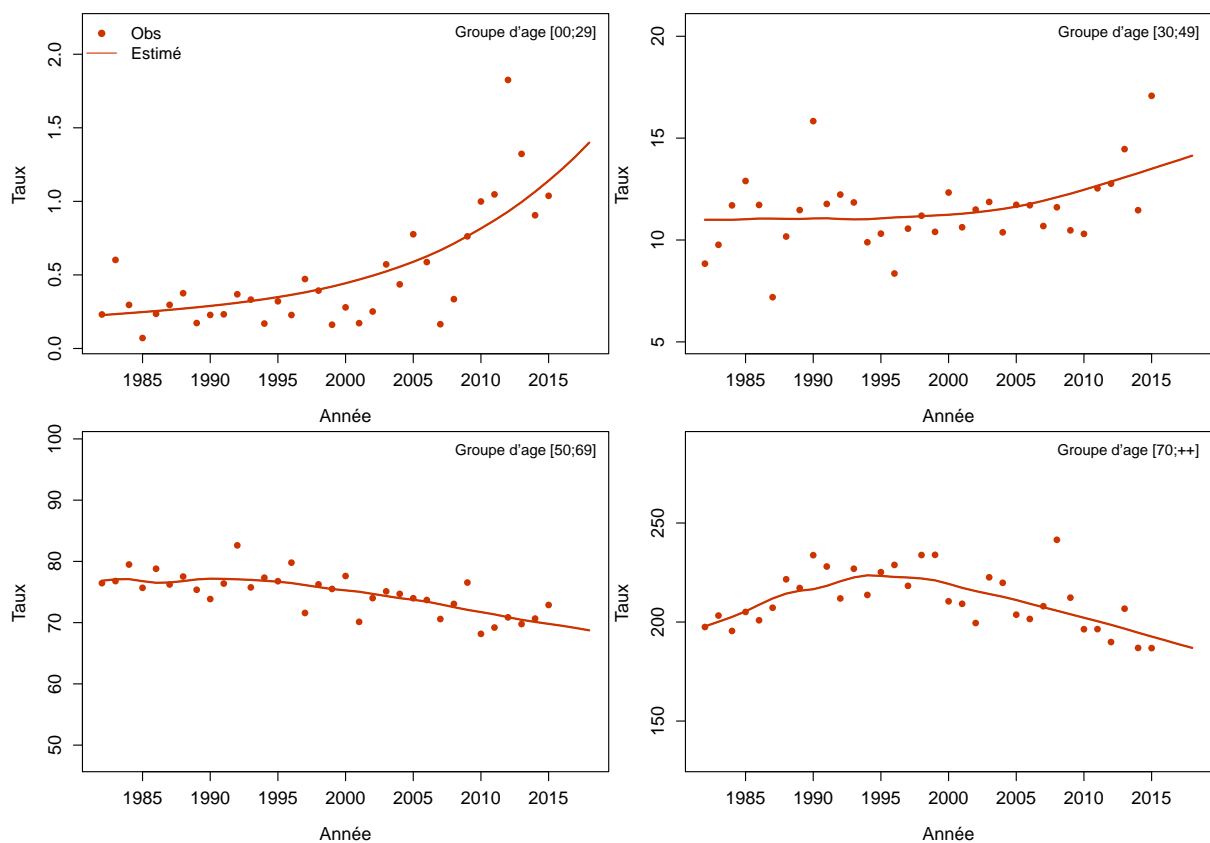 Obs
Estimé
Groupe d'age [00;29]
Taux
0.0
0.5
1.0
1.5
2.0
1985 1990 1995 2000 2005 2010 2015
Année
Groupe d'age [30;49]
Taux
5
10
15
20
1985 1990 1995 2000 2005 2010 2015
Année
Groupe d'age [50;69]
Taux
50
60
70
80
90
100
1985 1990 1995 2000 2005 2010 2015
Année
Groupe d'age [70;++]
Taux
150
200
250
1985 1990 1995 2000 2005 2010 2015
Année